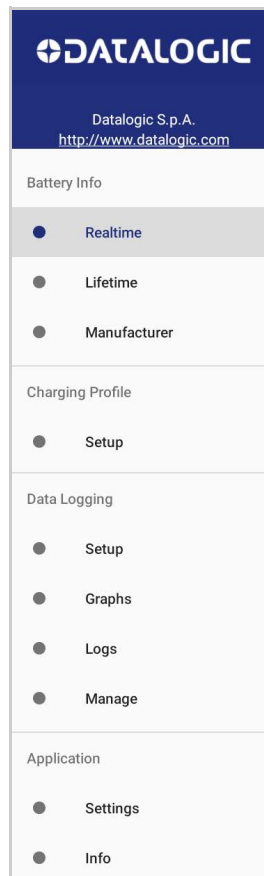 DATALOGIC
Datalogic S.p.A.
http://www.datalogic.com
Battery Info
Realtime
Lifetime
Manufacturer
Charging Profile
Setup
Data Logging
Setup
Graphs
Logs
Manage
Application
Settings
Info